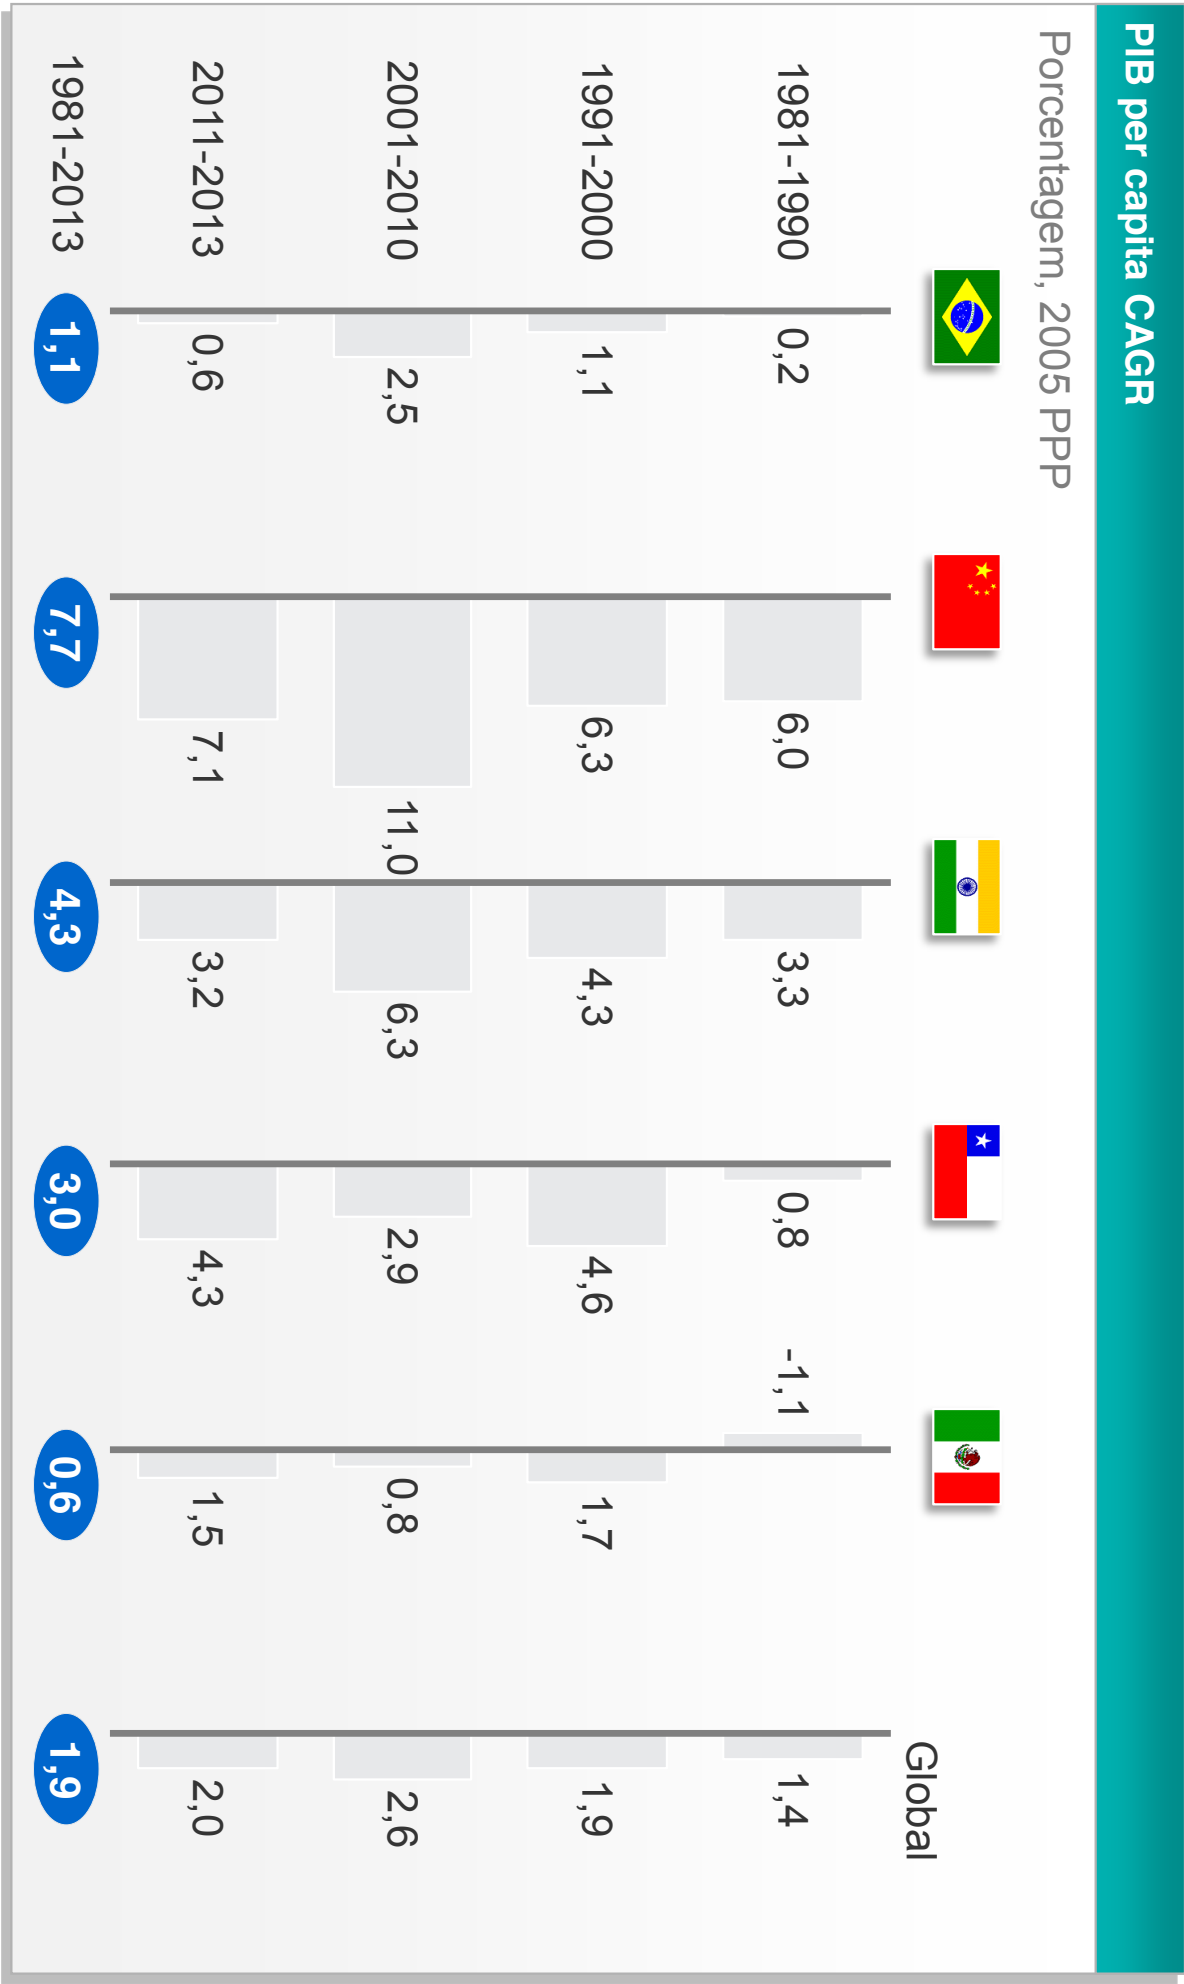 PIB per capita CAGR
Porcentagem, 2005 PPP
Global
1981-1990 0,2 6,0 3,3 0,8 -1,1 1,4
1991-2000 1,1 6,3 4,3 4,6 1,7 1,9
2001-2010 2,5 11,0 6,3 2,9 0,8 2,6
2011-2013 0,6 7,1 3,2 4,3 1,5 2,0
1981-2013 1,1 7,7 4,3 3,0 0,6 1,9